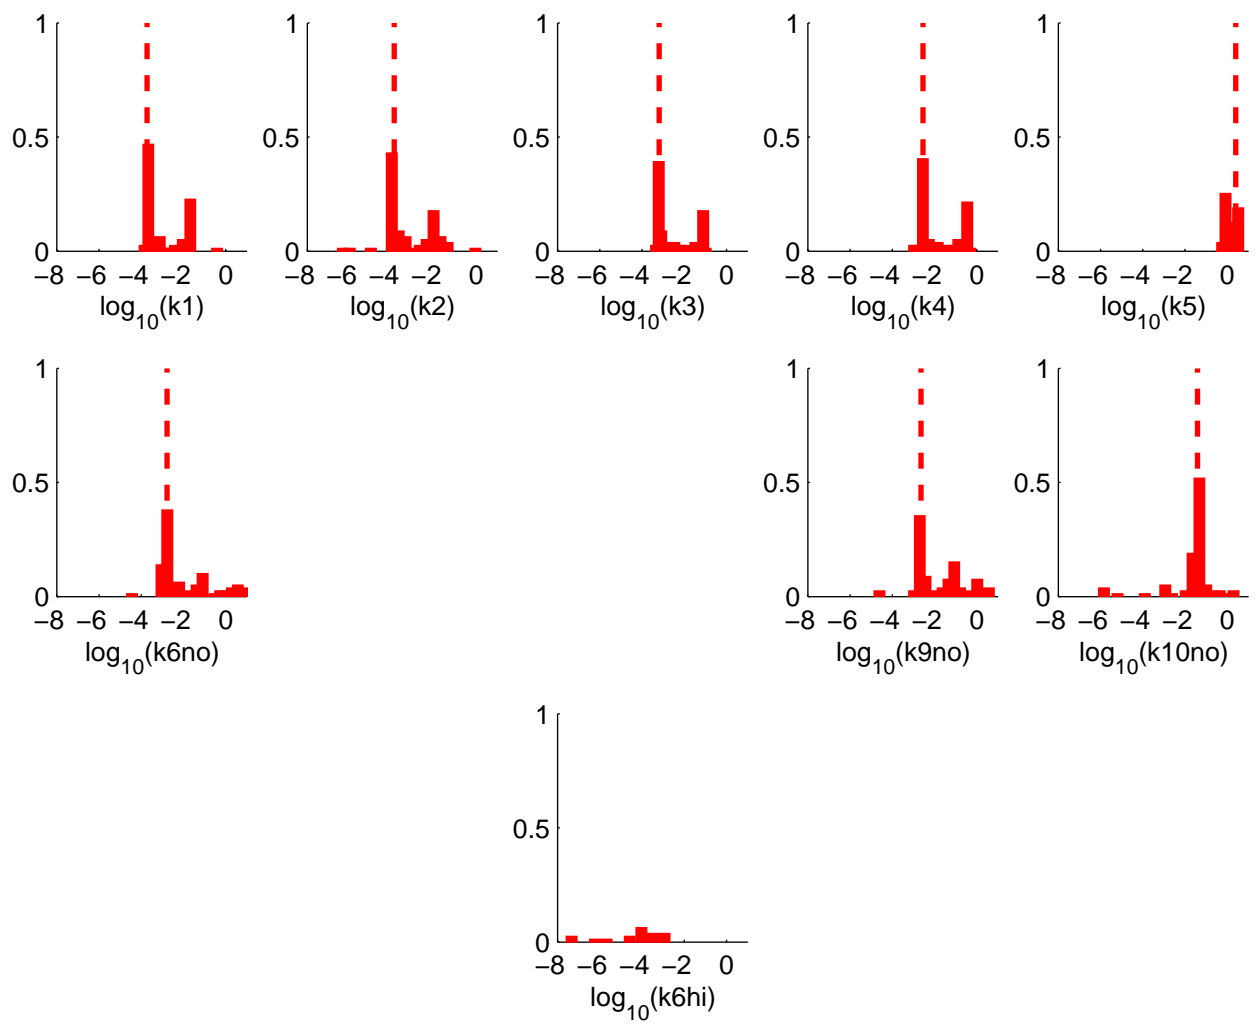 1 1 1 1 1
0.5 0.5 0.5 0.5 0.5
0 0 0 0 0
−8 −6 −4 −2 0 −8 −6 −4 −2 0 −8 −6 −4 −2 0 −8 −6 −4 −2 0 −8 −6 −4 −2 0
log10(k1) log10(k2) log10(k3) log10(k4) log10(k5)
1 1 1
0.5 0.5 0.5
0 0 0
−8 −6 −4 −2 0 −8 −6 −4 −2 0 −8 −6 −4 −2 0
log10(k6no) log10(k9no) log10(k10no)
1
0.5
0
−8 −6 −4 −2 0
log10(k6hi)